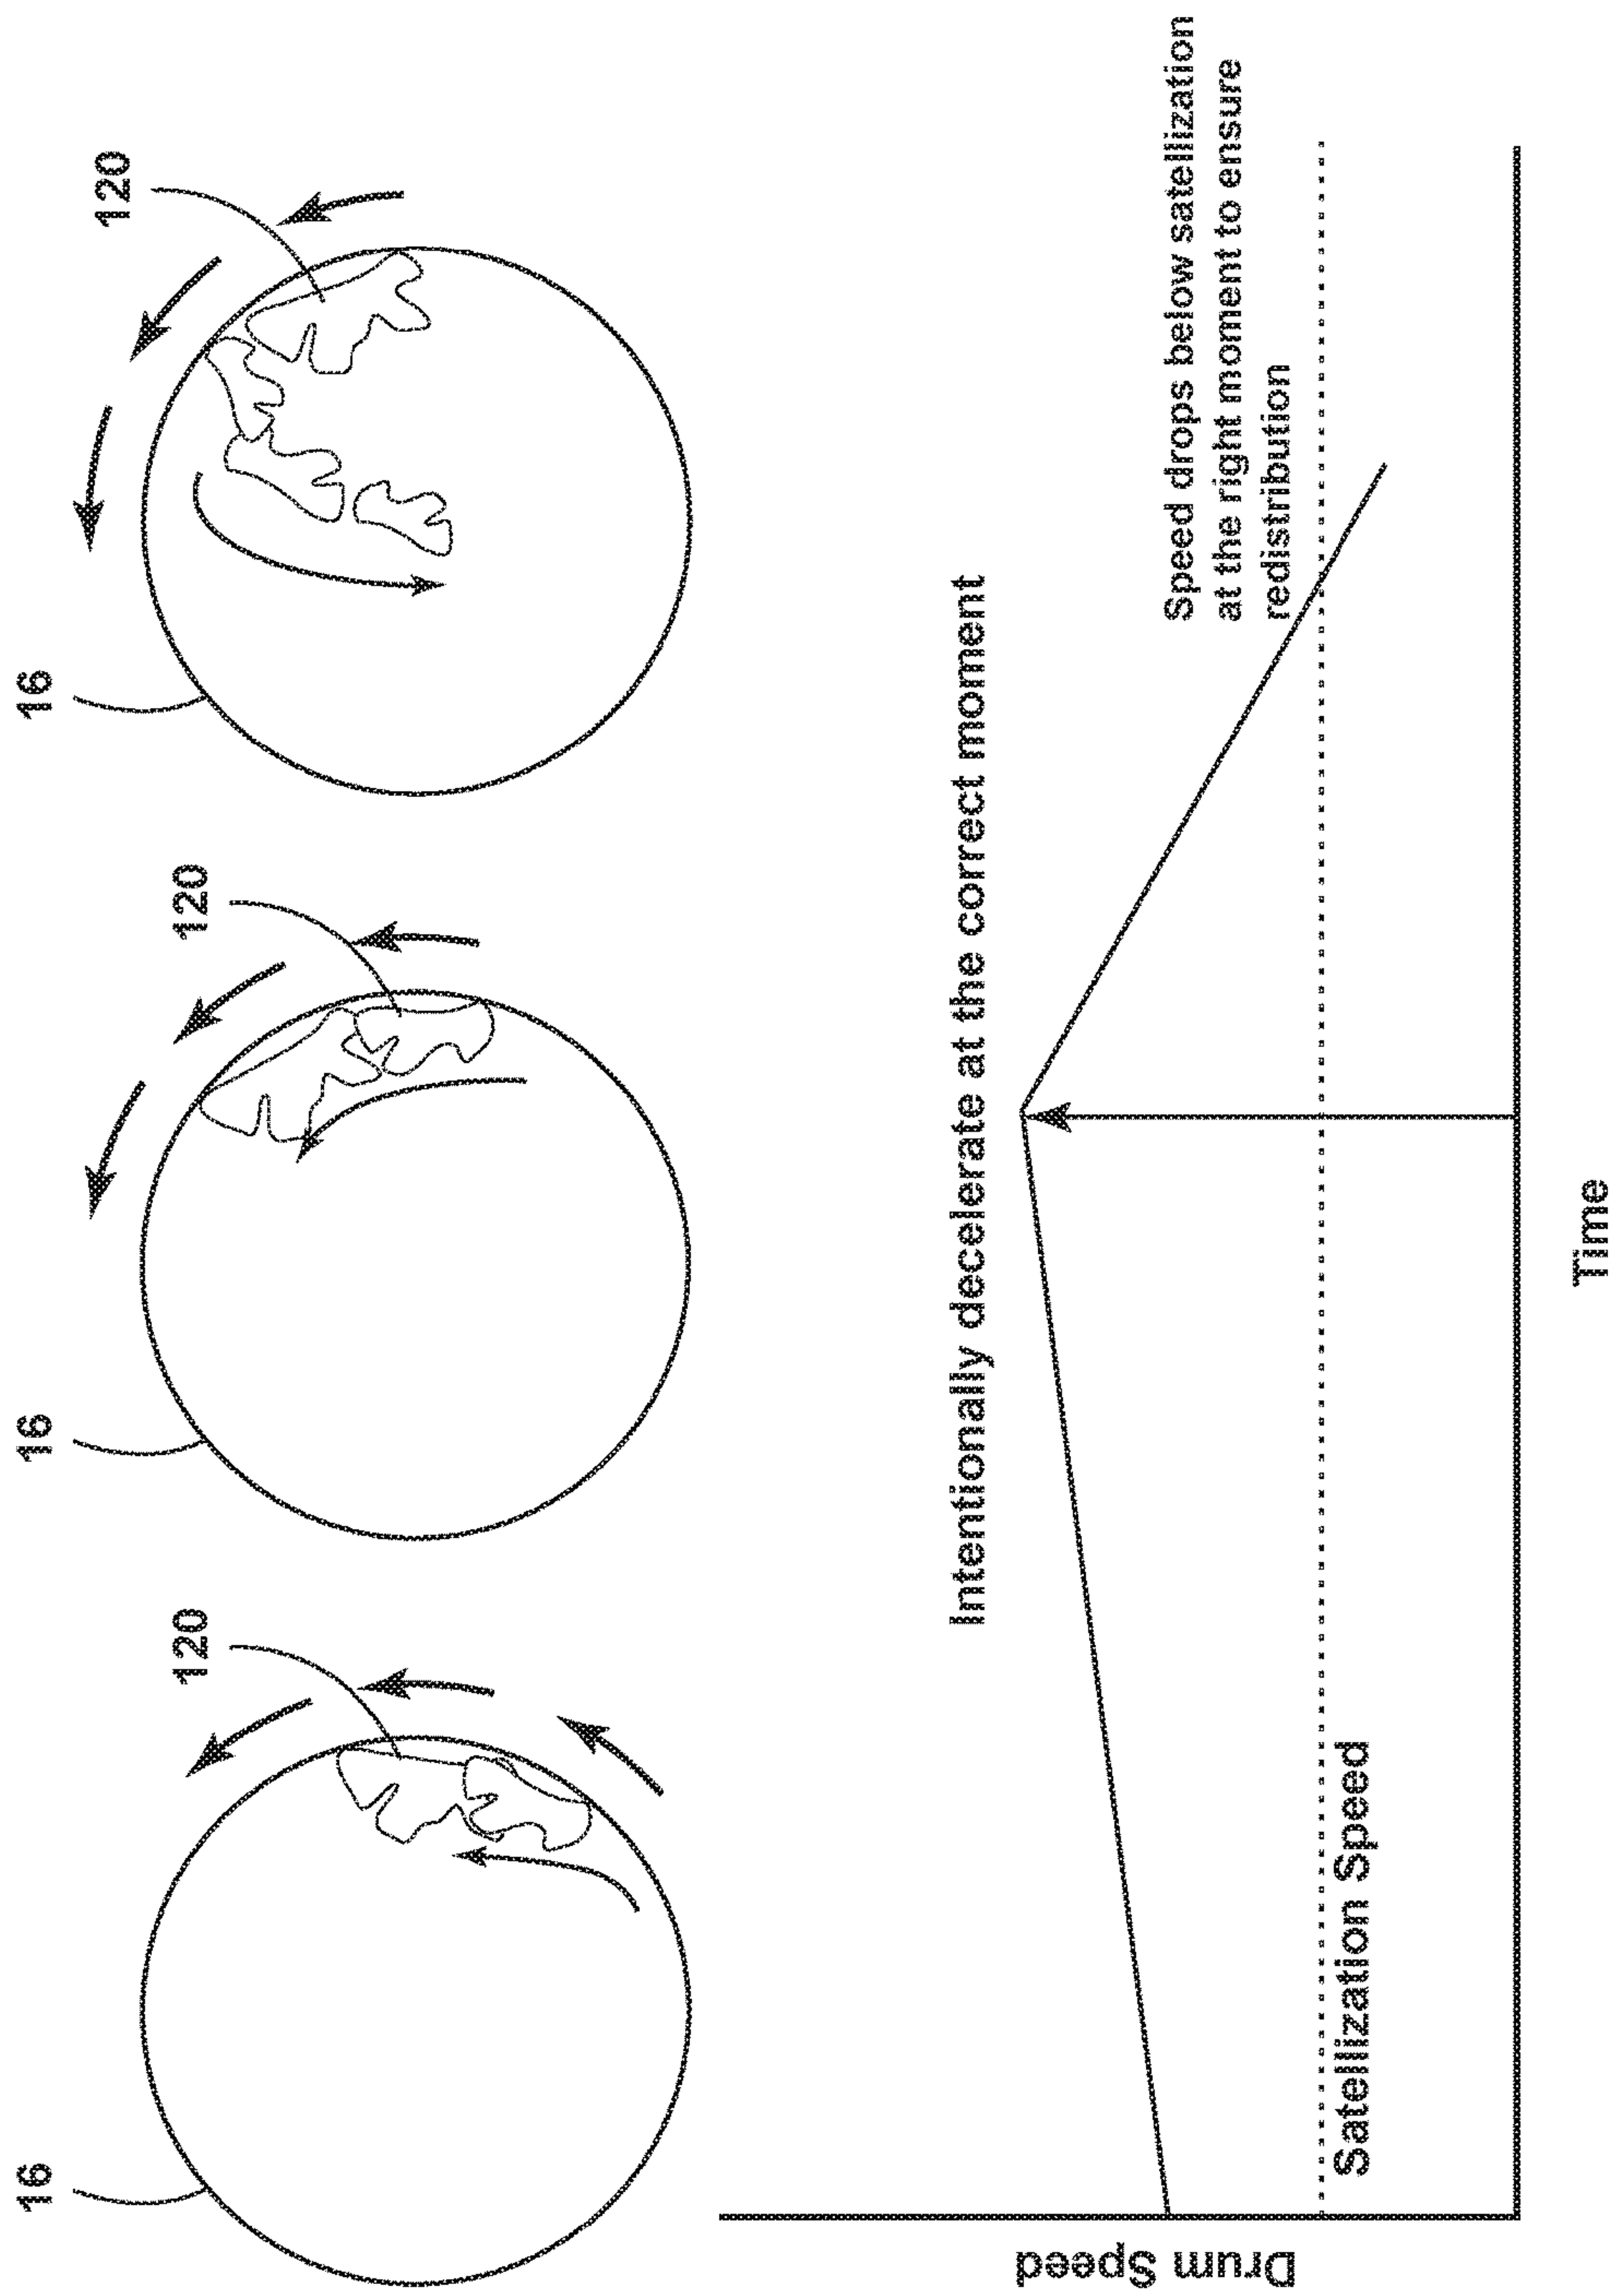 16
120
16
120
16
120
Intentionally decelerate at the correct moment
Speed drops below satellization
at the right moment to ensure
redistribution
Drum Speed
Satellization Speed
Time